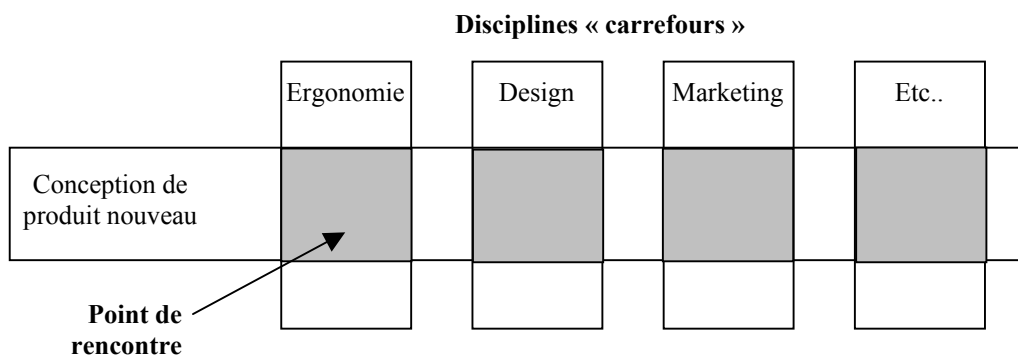 Disciplines « carrefours »
Ergonomie
Design
Marketing
Etc..
Conception de
produit nouveau
Point de
rencontre